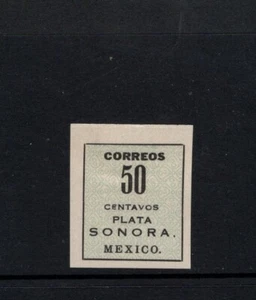 CORREOS
50
CENTAVOS
PLATA
SONORA.
MEXICO.